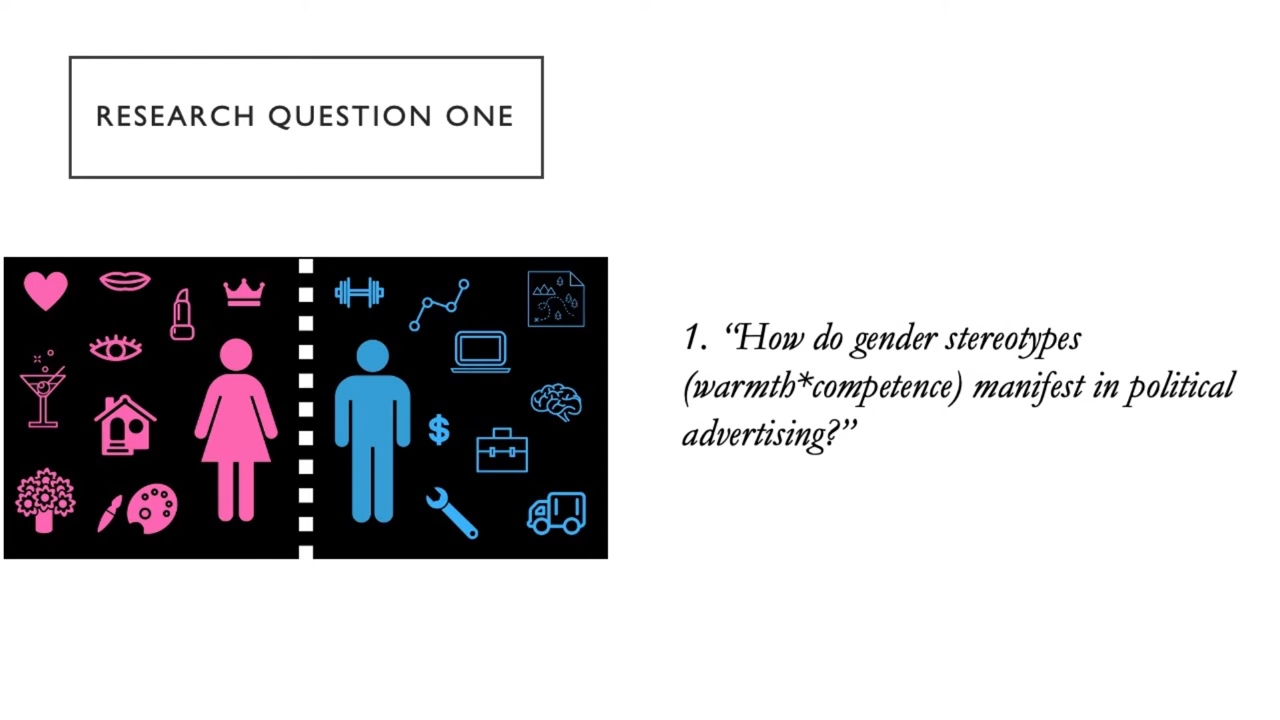 RESEARCH QUESTION ONE
$
1. “How do gender stereotypes
(warmth*competence) manifest in political
advertising?”